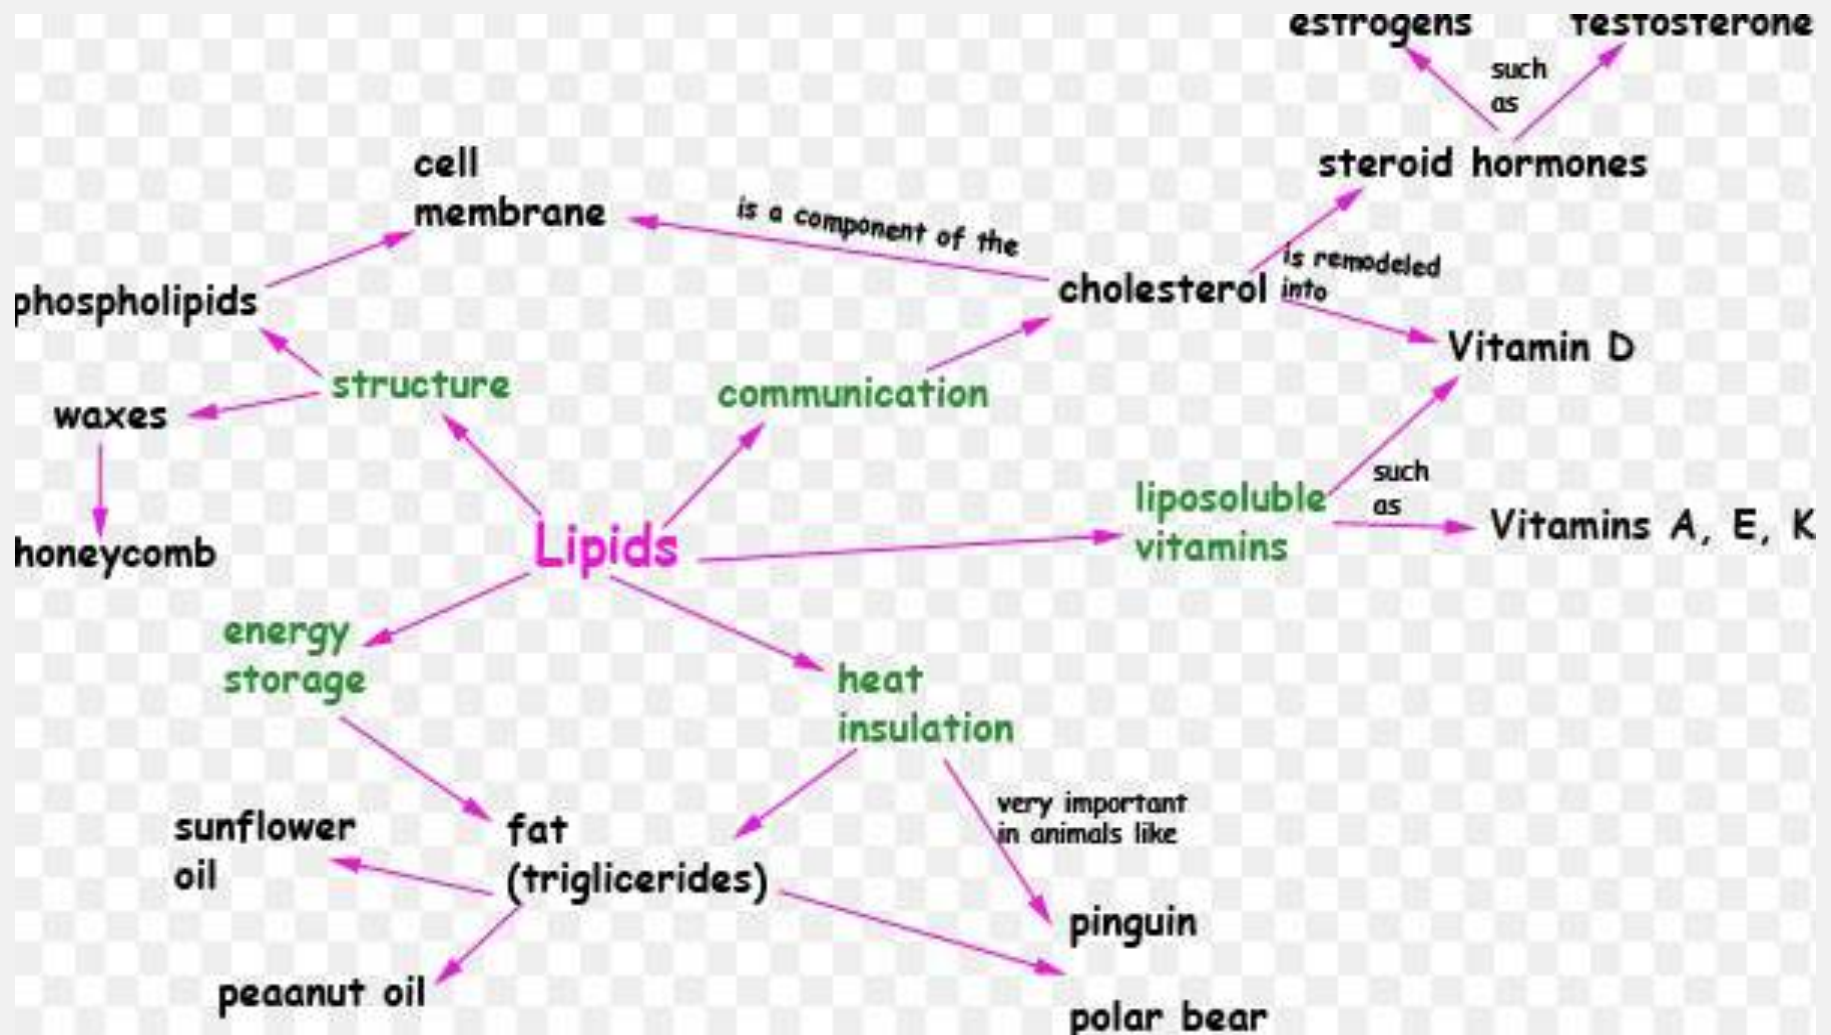 estrogens
testosterone
such
as
steroid hormones
cell
membrane
is a component of the
is remodeled
into
cholesterol
phospholipids
Vitamin D
structure
communication
waxes
such
as
liposoluble
vitamins
Vitamins A, E, K
Lipids
honeycomb
energy
storage
heat
insulation
very important
in animals like
sunflower
oil
fat
(triglicerides)
pinguin
peaanut oil
polar bear